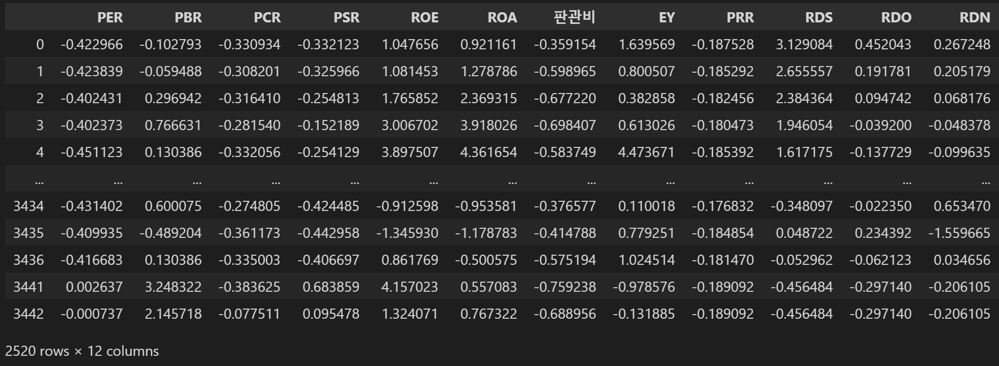 PER PBR PCR PSR ROE ROA 판관비 EY PRR RDS RDO RDN
0 -0.422966 -0.102793 -0.330934 -0.332123 1.047656 0.921161 -0.359154 1.639569 -0.187528 3.129084 0.452043 0.267248
1 -0.423839 -0.059488 -0.308201 -0.325966 1.081453 1.278786 -0.598965 0.800507 -0.185292 2.655557 0.191781 0.205179
2 -0.402431 0.296942 -0.316410 -0.254813 1.765852 2.369315 -0.677220 0.382858 -0.182456 2.384364 0.094742 0.068176
3 -0.402373 0.766631 -0.281540 -0.152189 3.006702 3.918026 -0.698407 0.613026 -0.180473 1.946054 -0.039200 -0.048378
4 -0.451123 0.130386 -0.332056 -0.254129 3.897507 4.361654 -0.583749 4.473671 -0.185392 1.617175 -0.137729 -0.099635
... ... ... ... ... ... ... ... ... ... ... ... ...
3434 -0.431402 0.600075 -0.274805 -0.424485 -0.912598 -0.953581 -0.376577 0.110018 -0.176832 -0.348097 -0.022350 0.653470
3435 -0.409935 -0.489204 -0.361173 -0.442958 -1.345930 -1.178783 -0.414788 0.779251 -0.184854 0.048722 0.234392 -1.559665
3436 -0.416683 0.130386 -0.335003 -0.406697 0.861769 -0.500575 -0.575194 1.024514 -0.181470 -0.052962 -0.062123 0.034656
3441 0.002637 3.248322 -0.383625 0.683859 4.157023 0.557083 -0.759238 -0.978576 -0.189092 -0.456484 -0.297140 -0.206105
3442 -0.000737 2.145718 -0.077511 0.095478 1.324071 0.767322 -0.688956 -0.131885 -0.189092 -0.456484 -0.297140 -0.206105
2520 rows × 12 columns